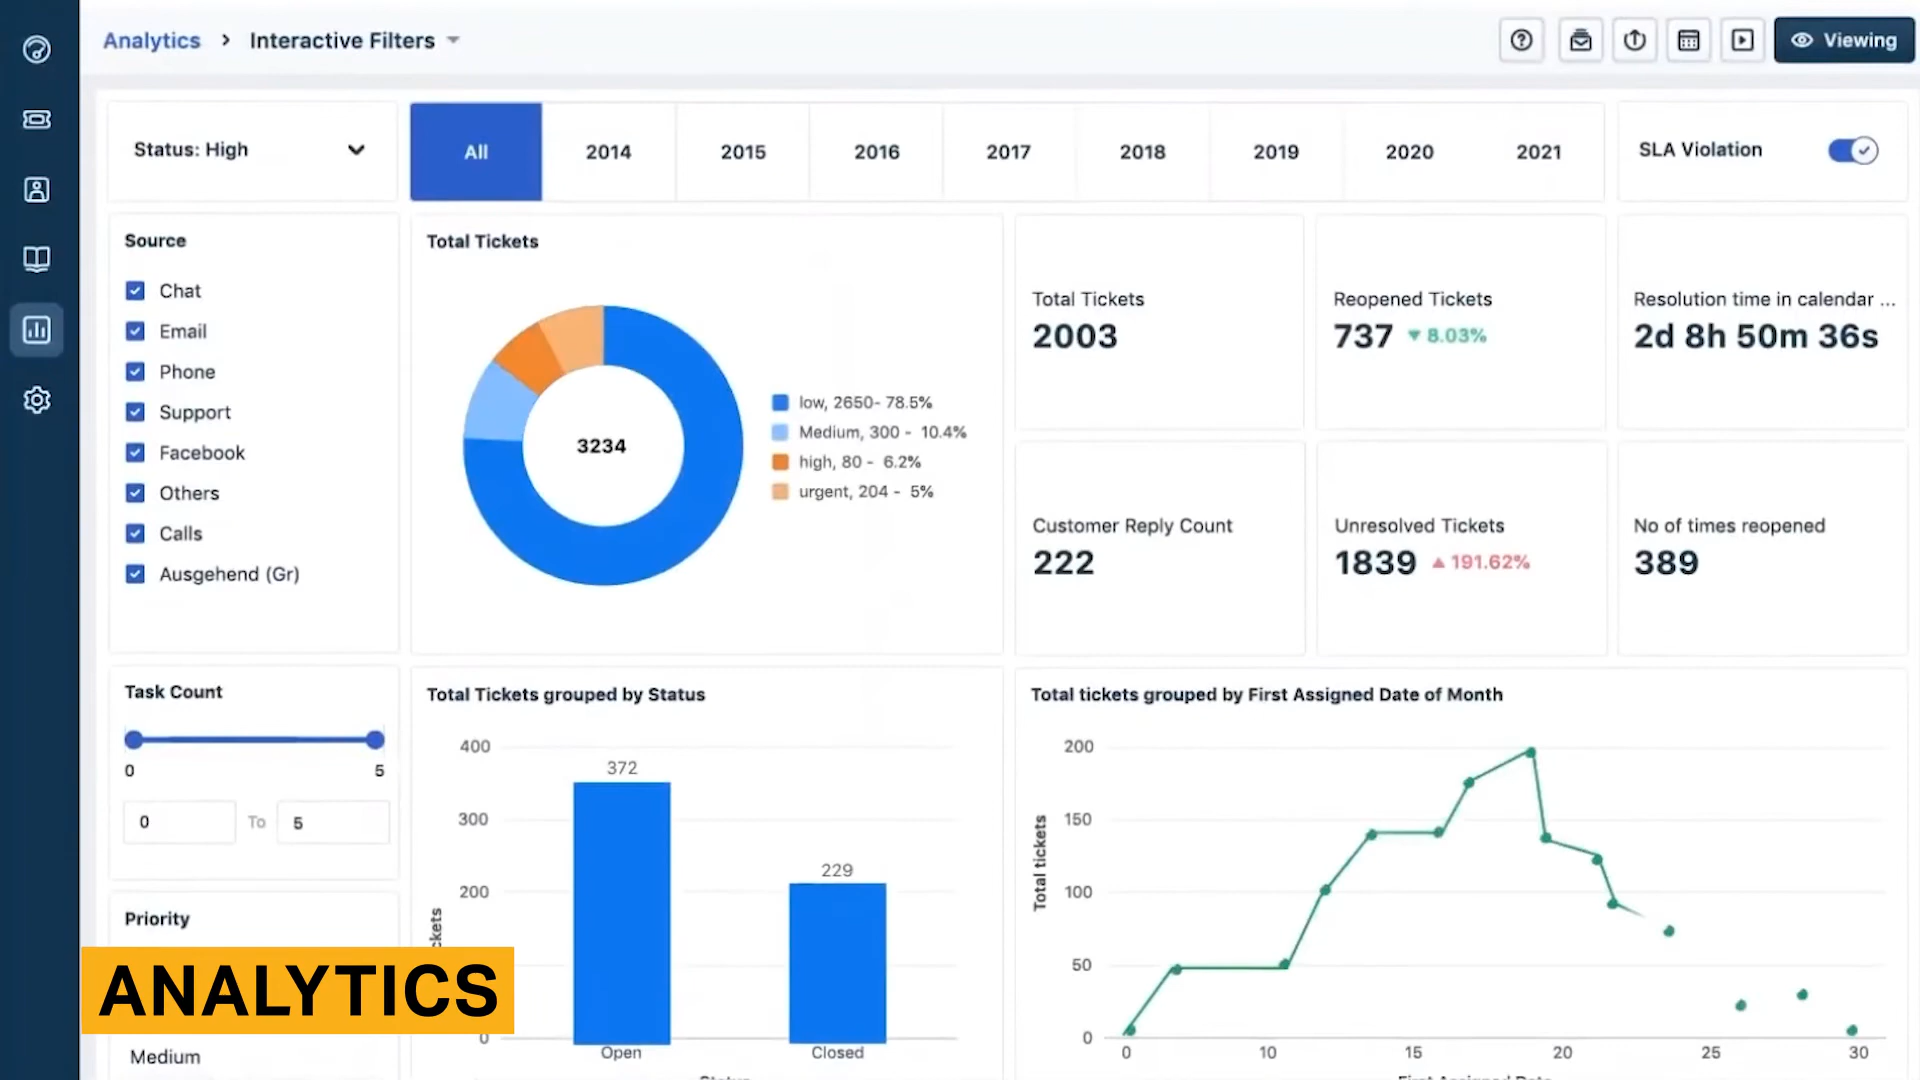 Analytics > Interactive Filters
Viewing
Status: High
All 2014 2015 2016 2017 2018 2019 2020 2021
SLA Violation
Source
Chat
Email
Phone
Support
Facebook
Others
Calls
Ausgehend (Gr)
Total Tickets
3234
low, 2650- 78.5%
Medium, 300 - 10.4%
high, 80 - 6.2%
urgent, 204 - 5%
Total Tickets
2003
Reopened Tickets
737 ▼ 8.03%
Resolution time in calendar ...
2d 8h 50m 36s
Customer Reply Count
222
Unresolved Tickets
1839 ▲ 191.62%
No of times reopened
389
Task Count
0 5
0 To 5
Priority
Medium
ANALYTICS
Total Tickets grouped by Status
400
300
200
0
372
229
Open Closed
Total tickets grouped by First Assigned Date of Month
Total tickets
200
150
100
50
0
0 10 15 20 25 30